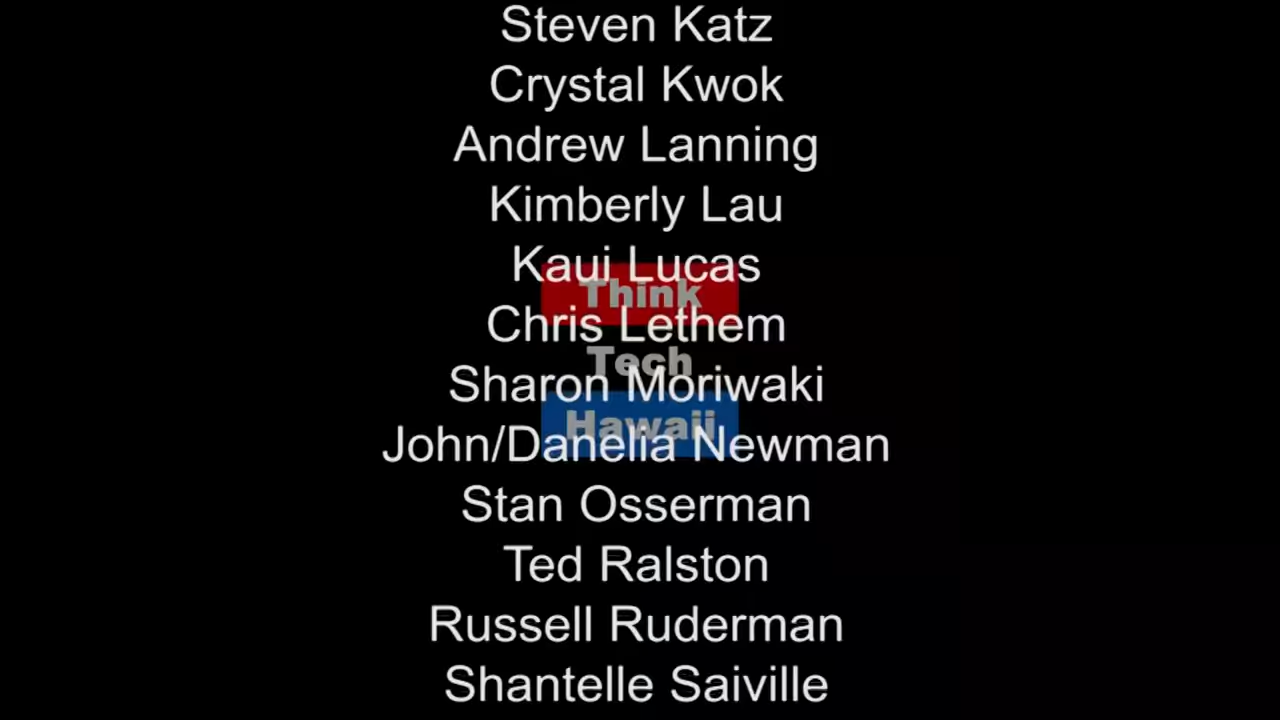 Steven Katz
Crystal Kwok
Andrew Lanning
Kimberly Lau
Kaui Lucas
Think
Chris Lethem
Tech
Sharon Moriwaki
Hawaii
John/Danelia Newman
Stan Osserman
Ted Ralston
Russell Ruderman
Shantelle Saiville